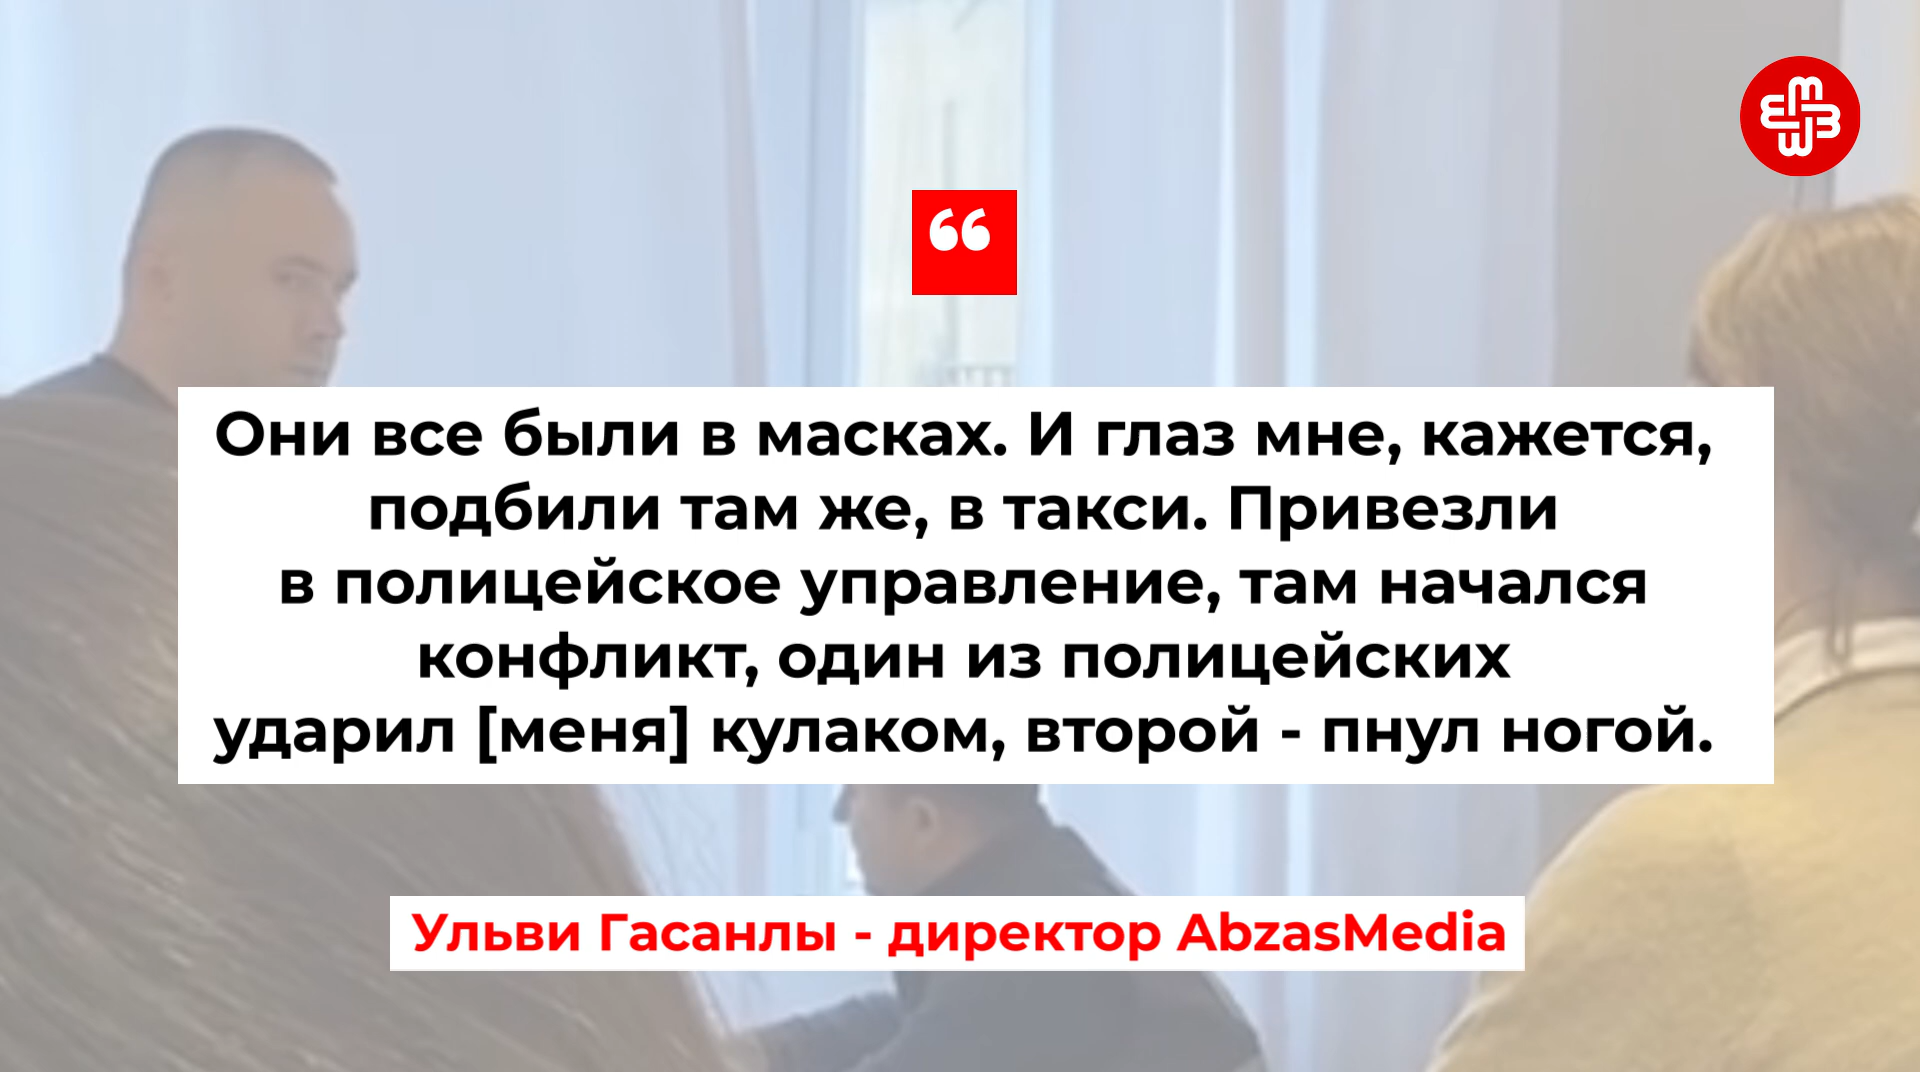 “
Они все были в масках. И глаз мне, кажется,
подбили там же, в такси. Привезли
в полицейское управление, там начался
конфликт, один из полицейских
ударил [меня] кулаком, второй - пнул ногой.
Ульви Гасанлы - директор AbzasMedia